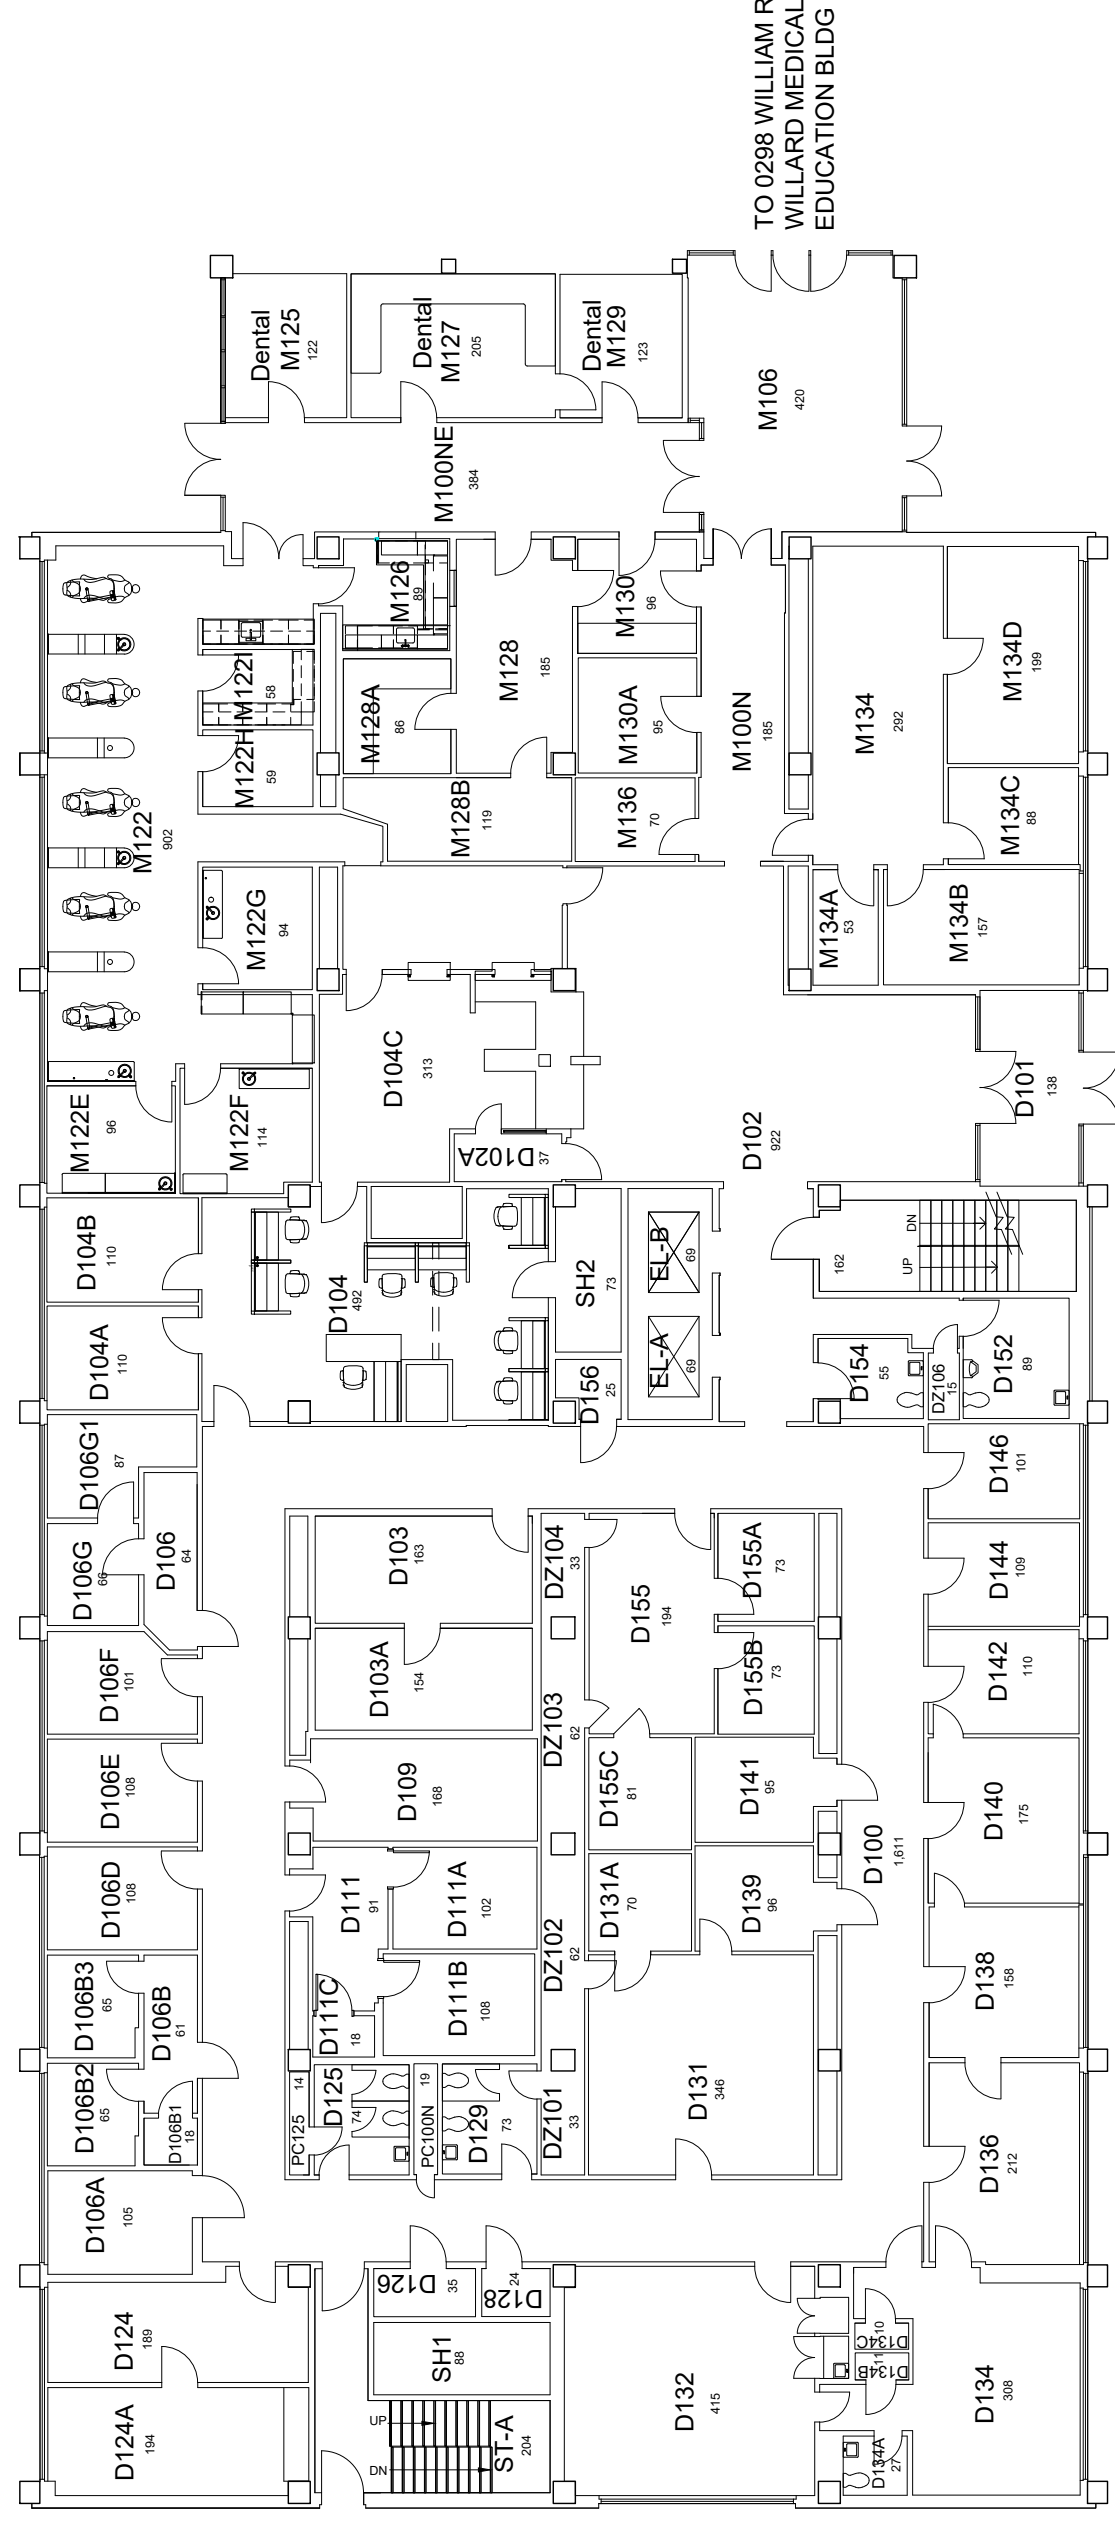 TO 0298 WILLIAM R
WILLARD MEDICAL
EDUCATION BLDG
Dental
M125
122
Dental
M127
205
Dental
M129
123
M106
420
M100NE
384
M122
902
M122I
58
M122H
59
M126
89
M128
185
M128A
86
M128B
119
M130
96
M130A
95
M136
70
M100N
185
M134
292
M134D
199
M134C
88
M134A
53
M134B
157
M122G
94
M122E
96
M122F
114
D104C
313
D102A
37
D102
922
D101
138
D104B
110
D104A
110
D104
492
SH2
73
D156
25
EL-B
69
EL-A
69
162
UP
DN
D154
55
DZ106
15
D152
89
D106G1
87
D106G
66
D106
64
D106F
101
D106E
108
D106D
108
D106B3
65
D106B
61
D106B2
65
D106B1
18
D106A
105
D103
163
D103A
154
D109
168
D111
91
D111A
102
D111B
108
D111C
18
DZ104
33
DZ103
62
DZ102
62
DZ101
33
D155
194
D155A
73
D155B
73
D155C
81
D141
95
D131A
70
D139
96
D131
346
D100
1,611
D146
101
D144
109
D142
110
D140
175
D138
158
D136
212
PC125
14
D125
74
PC100N
19
D129
73
D126
35
D128
24
SH1
88
UP
DN
ST-A
204
D124
189
D124A
194
D132
415
D134C
10
D134B
11
D134A
27
D134
308